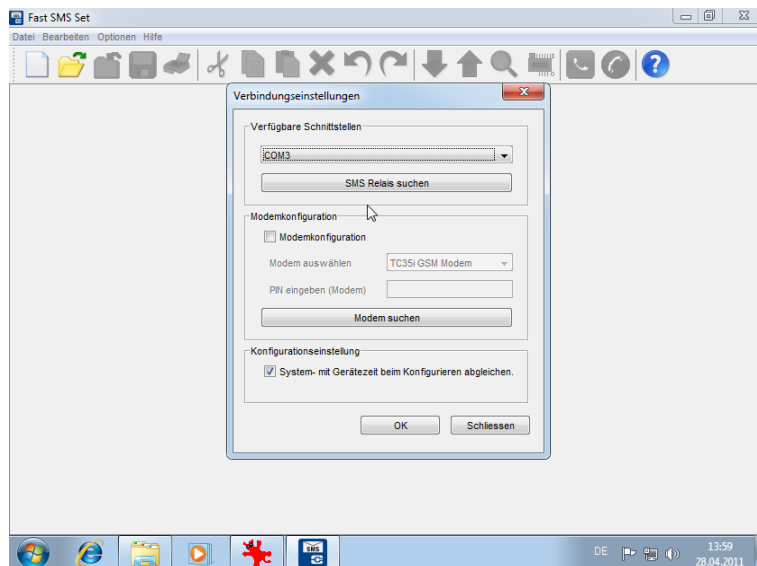 Fast SMS Set
Datei Bearbeiten Optionen Hilfe
Verbindungseinstellungen
Verfügbare Schnittstellen
COM3
SMS Relais suchen
Modemkonfiguration
Modemkonfiguration
Modem auswählen TC35i GSM Modem
PIN eingeben (Modem)
Modem suchen
Konfigurationseinstellung
System- mit Gerätezeit beim Konfigurieren abgleichen.
OK Schliessen
SMS
DE 13:59
28.04.2011